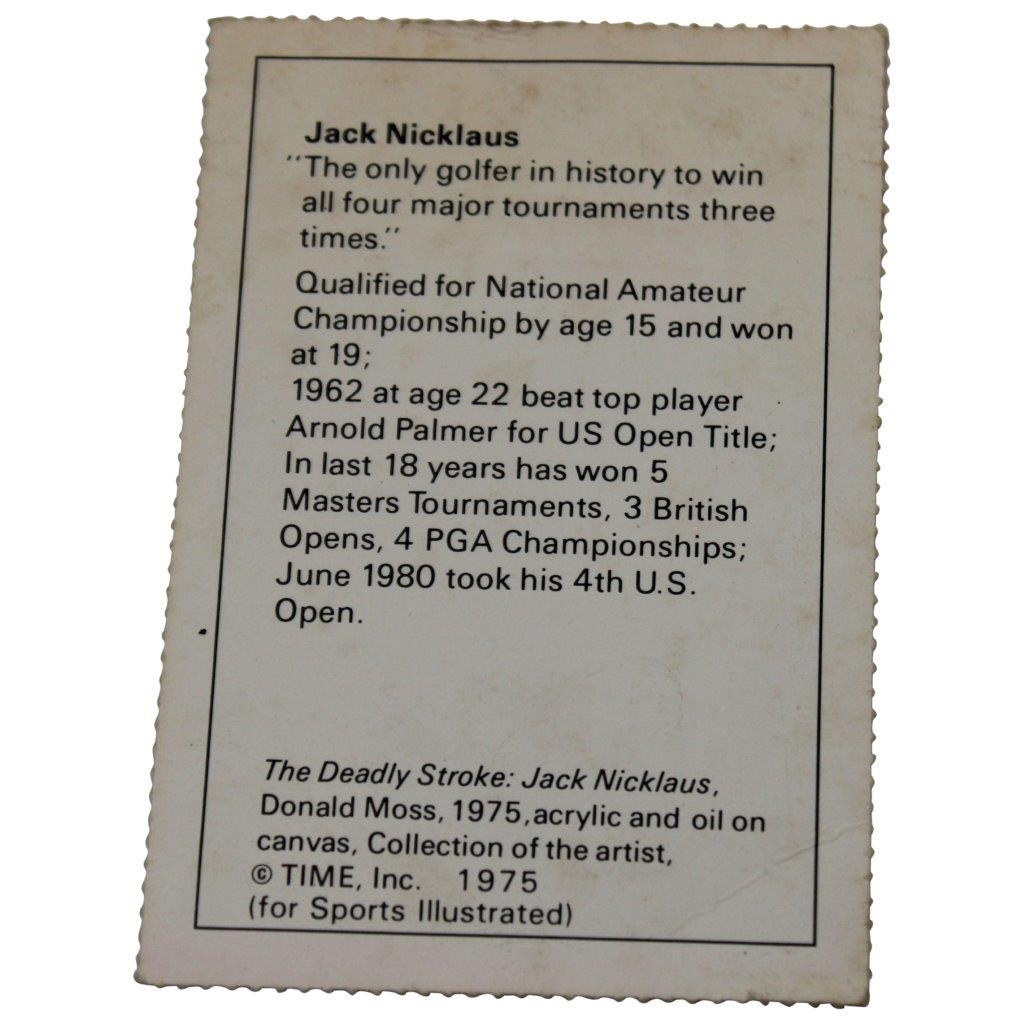 Jack Nicklaus
"The only golfer in history to win
all four major tournaments three
times."
Qualified for National Amateur
Championship by age 15 and won
at 19;
1962 at age 22 beat top player
Arnold Palmer for US Open Title;
In last 18 years has won 5
Masters Tournaments, 3 British
Opens, 4 PGA Championships;
June 1980 took his 4th U.S.
Open.
The Deadly Stroke: Jack Nicklaus,
Donald Moss, 1975, acrylic and oil on
canvas, Collection of the artist,
© TIME, Inc. 1975
(for Sports Illustrated)